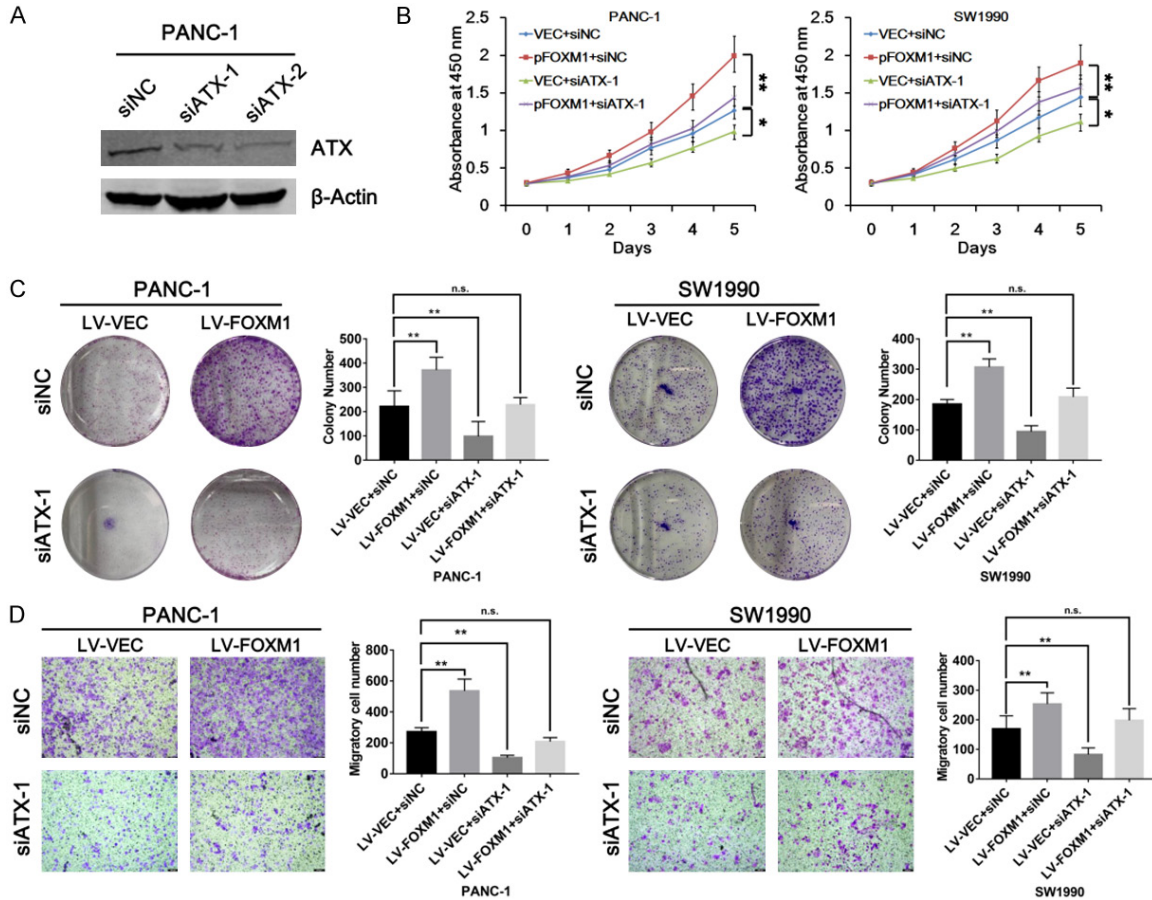 A
PANC-1
siNC
siATX-1
siATX-2
ATX
β-Actin
B
PANC-1
Absorbance at 450 nm
2.5
2
1.5
1
0.5
0
VEC+siNC
pFOXM1+siNC
VEC+siATX-1
pFOXM1+siATX-1
**
*
0 1 2 3 4 5
Days
SW1990
Absorbance at 450 nm
2.5
2
1.5
1
0.5
0
VEC+siNC
pFOXM1+siNC
VEC+siATX-1
pFOXM1+siATX-1
**
*
0 1 2 3 4 5
Days
C
PANC-1
LV-VEC LV-FOXM1
siNC
siATX-1
n.s.
**
**
Colony Number
500
400
300
200
100
0
LV-VEC+siNC
LV-FOXM1+siNC
LV-VEC+siATX-1
LV-FOXM1+siATX-1
PANC-1
SW1990
LV-VEC LV-FOXM1
siNC
siATX-1
n.s.
**
**
Colony Number
400
300
200
100
0
LV-VEC+siNC
LV-FOXM1+siNC
LV-VEC+siATX-1
LV-FOXM1+siATX-1
SW1990
D
PANC-1
LV-VEC LV-FOXM1
siNC
siATX-1
n.s.
**
**
Migratory cell number
800
600
400
200
0
LV-VEC+siNC
LV-FOXM1+siNC
LV-VEC+siATX-1
LV-FOXM1+siATX-1
PANC-1
SW1990
LV-VEC LV-FOXM1
siNC
siATX-1
n.s.
**
**
Migratory cell number
400
300
200
100
0
LV-VEC+siNC
LV-FOXM1+siNC
LV-VEC+siATX-1
LV-FOXM1+siATX-1
SW1990